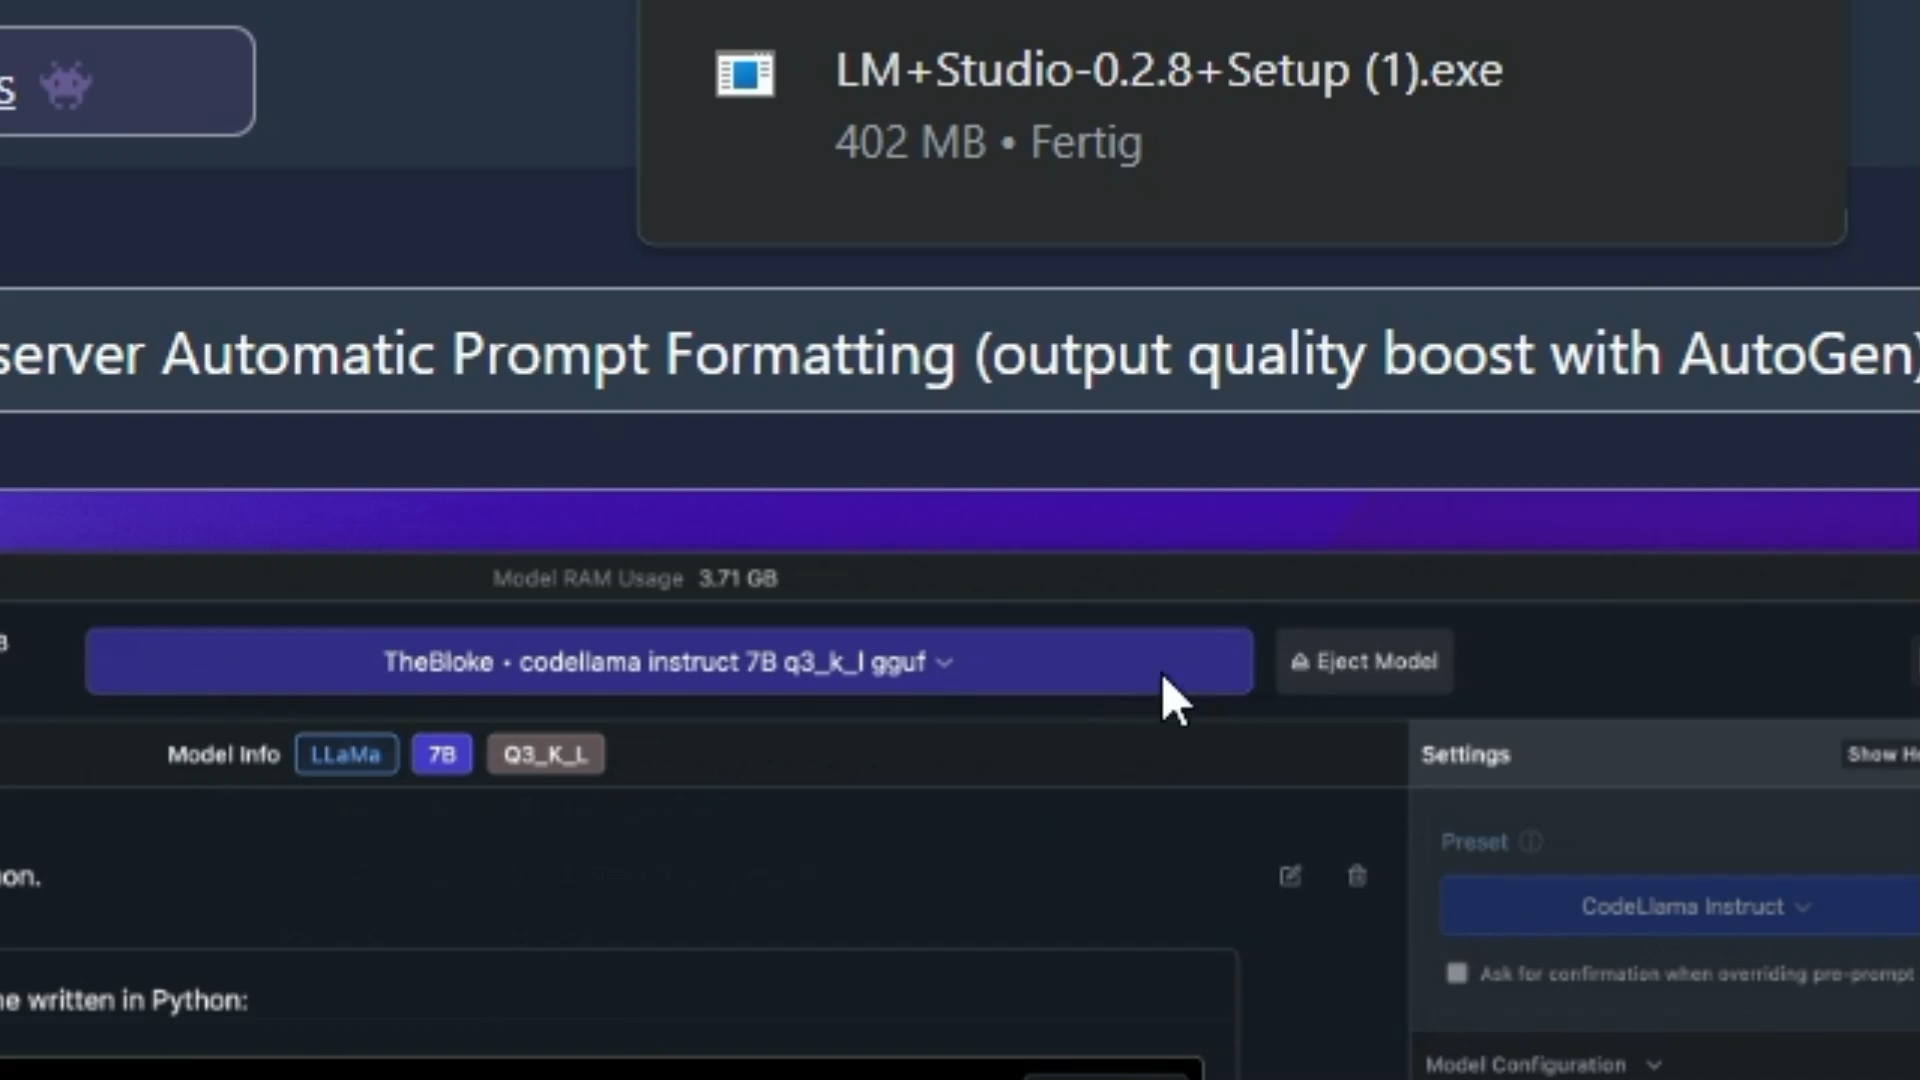 s
LM+Studio-0.2.8+Setup (1).exe
402 MB • Fertig
server Automatic Prompt Formatting (output quality boost with AutoGen)
Model RAM Usage 3.71 GB
TheBloke • codellama instruct 7B q3_k_l gguf
Eject Model
Model Info LLaMa 7B Q3_K_L
Settings
Show
Preset
on.
CodeLlama Instruct
Ask for confirmation when overriding pre-prompt
ne written in Python:
Model Configuration